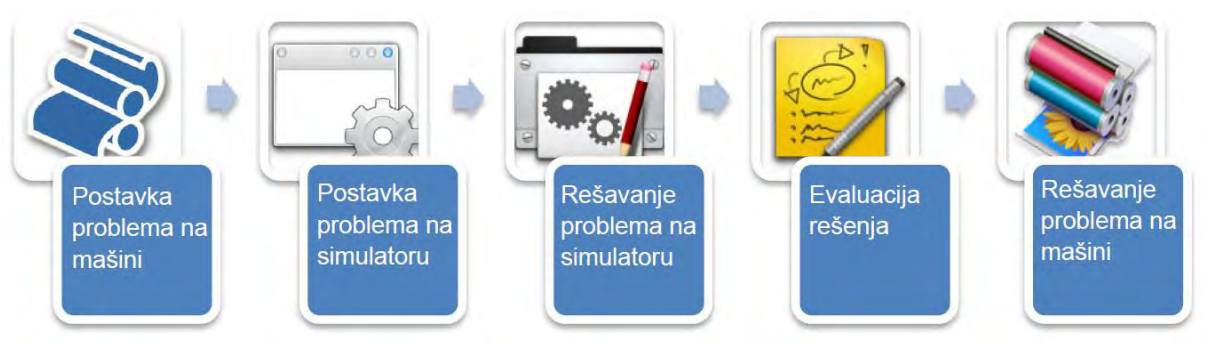 Postavka
problema na
mašini
Postavka
problema na
simulatoru
Rešavanje
problema na
simulatoru
Evaluacija
rešenja
Rešavanje
problema na
mašini